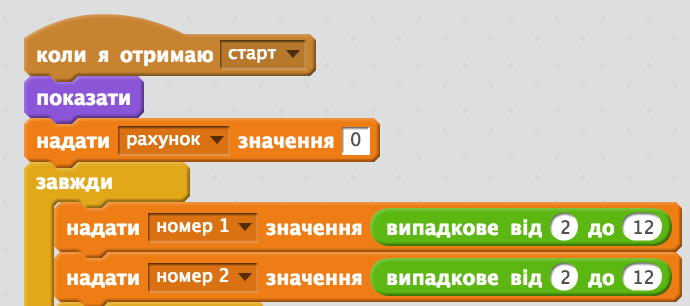 коли я отримаю старт
показати
надати рахунок значення 0
завжди
надати номер 1 значення випадкове від 2 до 12
надати номер 2 значення випадкове від 2 до 12